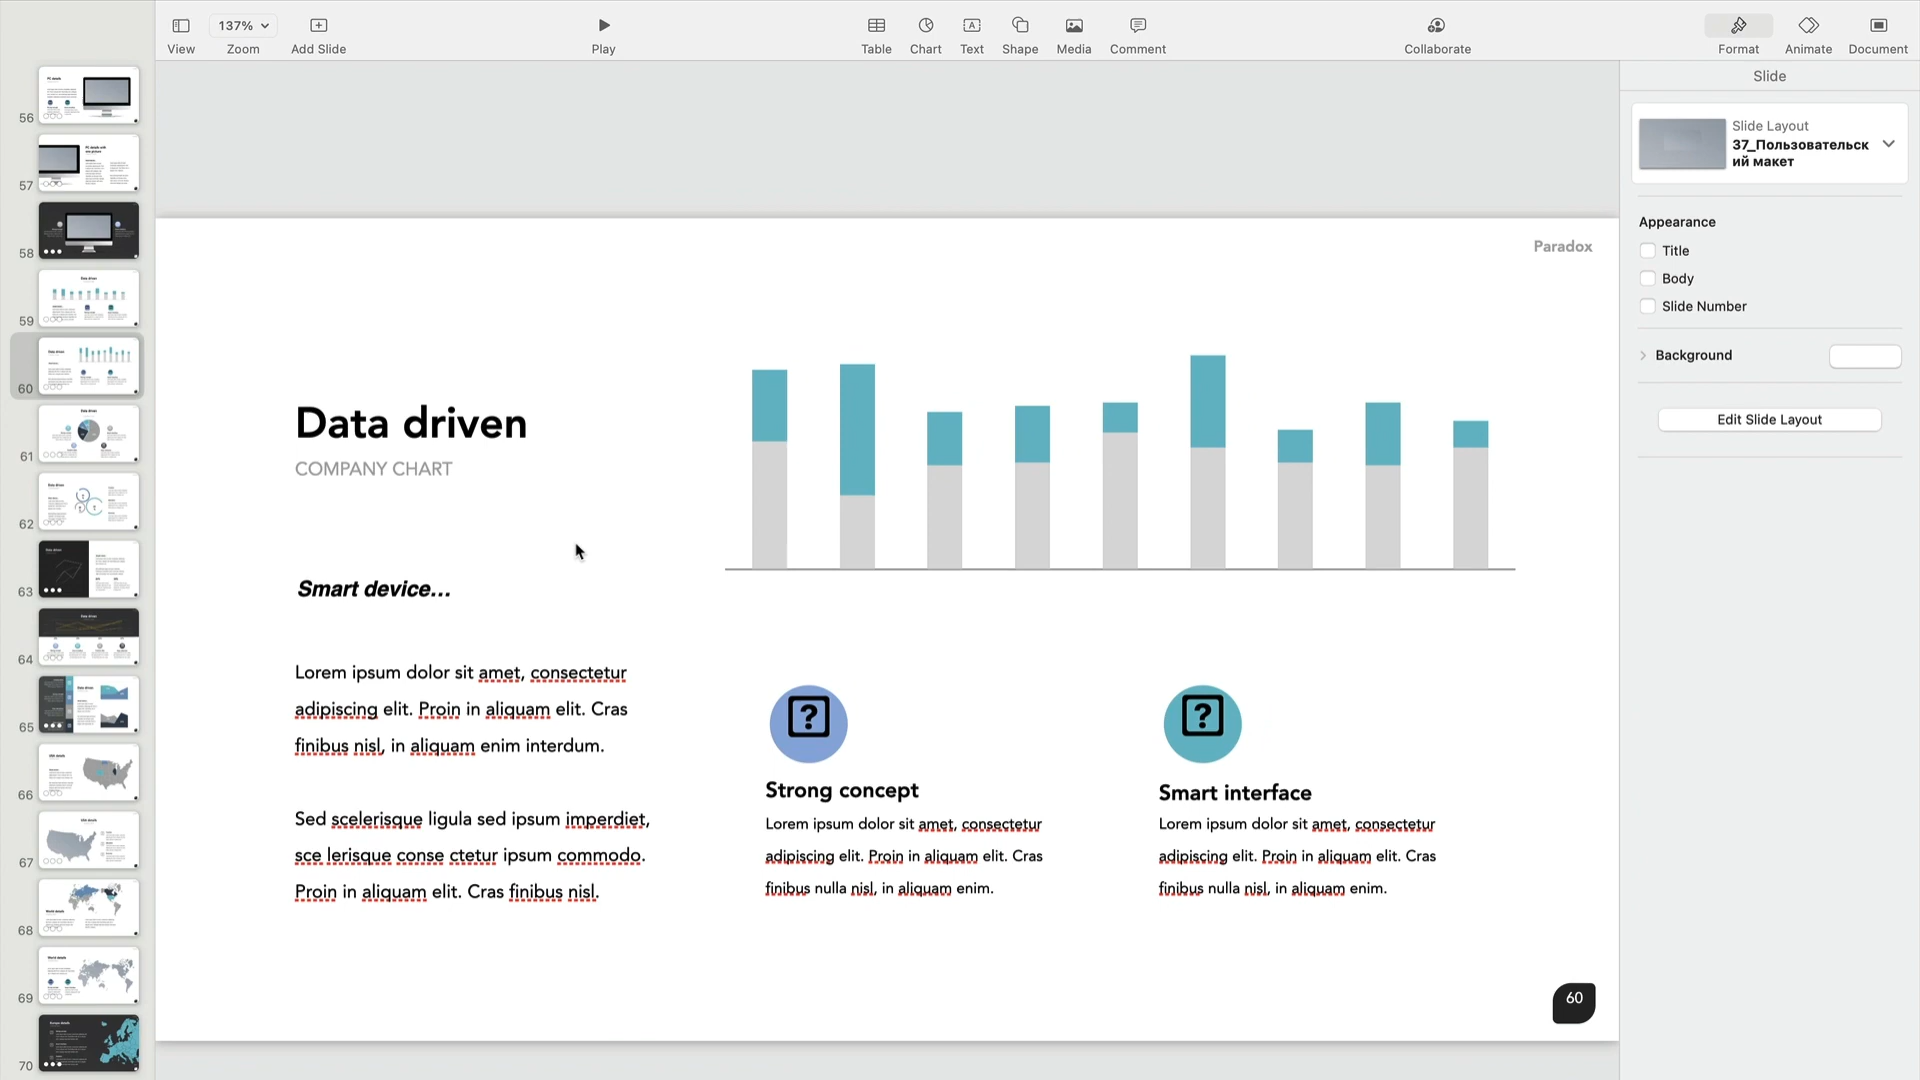 137%
View
Zoom
Add Slide
Play
Table
Chart
Text
Shape
Media
Comment
Collaborate
Format
Animate
Document
Slide
Slide Layout
37_Пользовательск
ий макет
Appearance
Title
Body
Slide Number
Background
Edit Slide Layout
56
57
58
59
60
61
62
63
64
65
66
67
68
69
70
Paradox
Data driven
COMPANY CHART
Smart device...
Lorem ipsum dolor sit amet, consectetur
adipiscing elit. Proin in aliquam elit. Cras
finibus nisl, in aliquam enim interdum.
Sed scelerisque ligula sed ipsum imperdiet,
sce lerisque conse ctetur ipsum commodo.
Proin in aliquam elit. Cras finibus nisl.
?
Strong concept
Lorem ipsum dolor sit amet, consectetur
adipiscing elit. Proin in aliquam elit. Cras
finibus nulla nisl, in aliquam enim.
?
Smart interface
Lorem ipsum dolor sit amet, consectetur
adipiscing elit. Proin in aliquam elit. Cras
finibus nulla nisl, in aliquam enim.
60